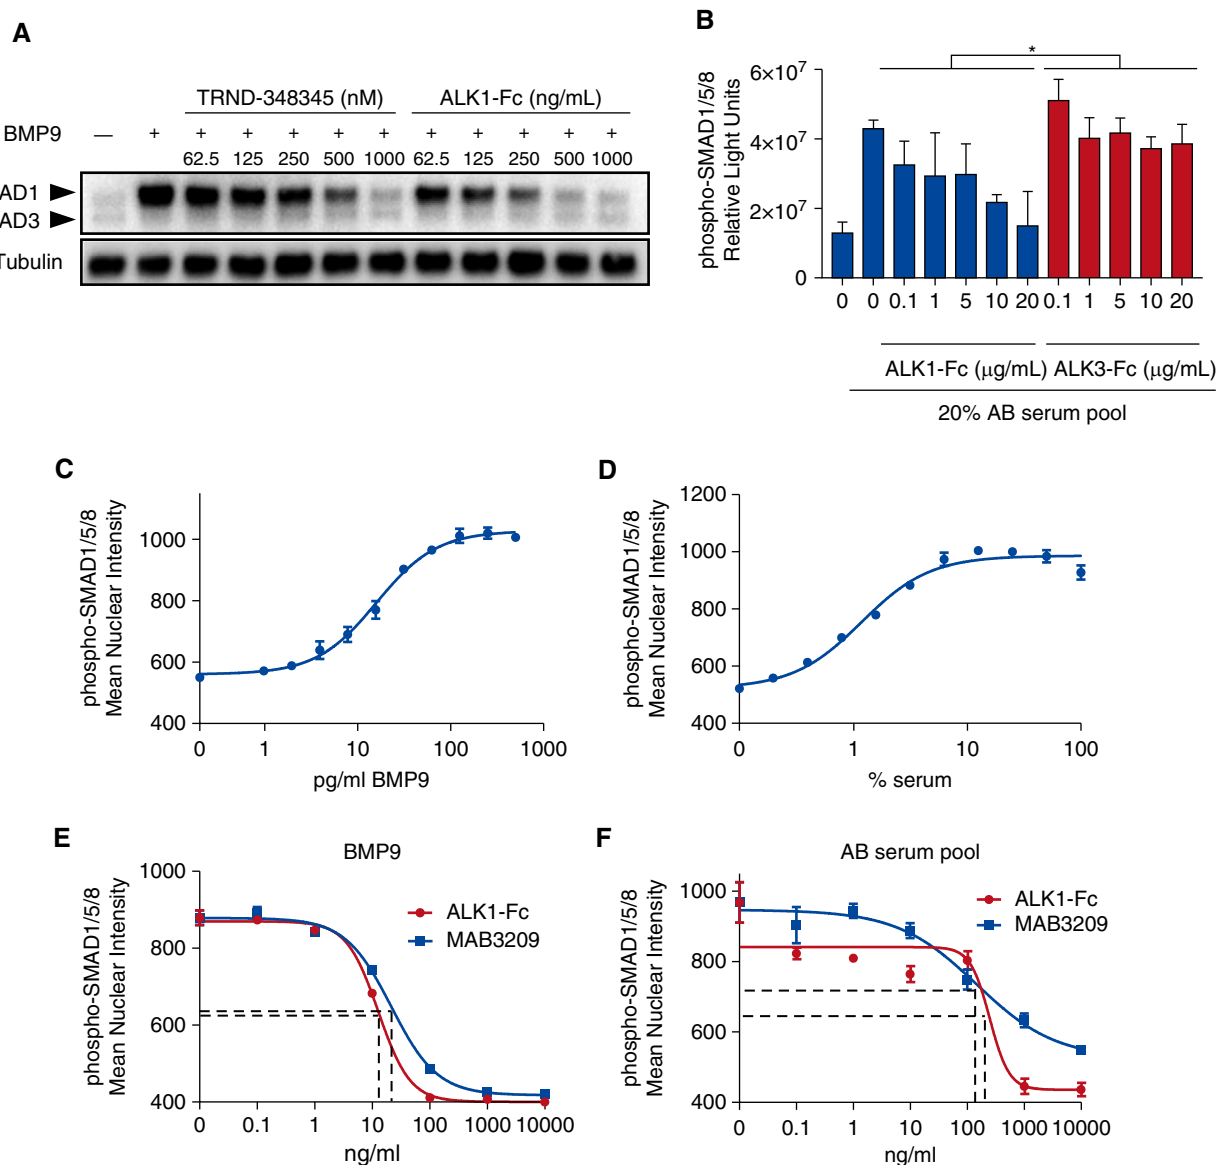 A
TRND-348345 (nM) ALK1-Fc (ng/mL)
BMP9 — + + + + + + + + + + +
62.5 125 250 500 1000 62.5 125 250 500 1000
AD1
AD3
Tubulin
B
*
phospho-SMAD1/5/8
Relative Light Units
6×10⁷
4×10⁷
2×10⁷
0
0 0 0.1 1 5 10 20 0.1 1 5 10 20
ALK1-Fc (μg/mL) ALK3-Fc (μg/mL)
20% AB serum pool
C
phospho-SMAD1/5/8
Mean Nuclear Intensity
1000
800
600
400
0 1 10 100 1000
pg/ml BMP9
D
phospho-SMAD1/5/8
Mean Nuclear Intensity
1200
1000
800
600
400
0 1 10 100
% serum
E
BMP9
phospho-SMAD1/5/8
Mean Nuclear Intensity
1000
800
600
400
ALK1-Fc
MAB3209
0 0.1 1 10 100 1000 10000
ng/ml
F
AB serum pool
phospho-SMAD1/5/8
Mean Nuclear Intensity
1000
800
600
400
ALK1-Fc
MAB3209
0 0.1 1 10 100 1000 10000
ng/ml